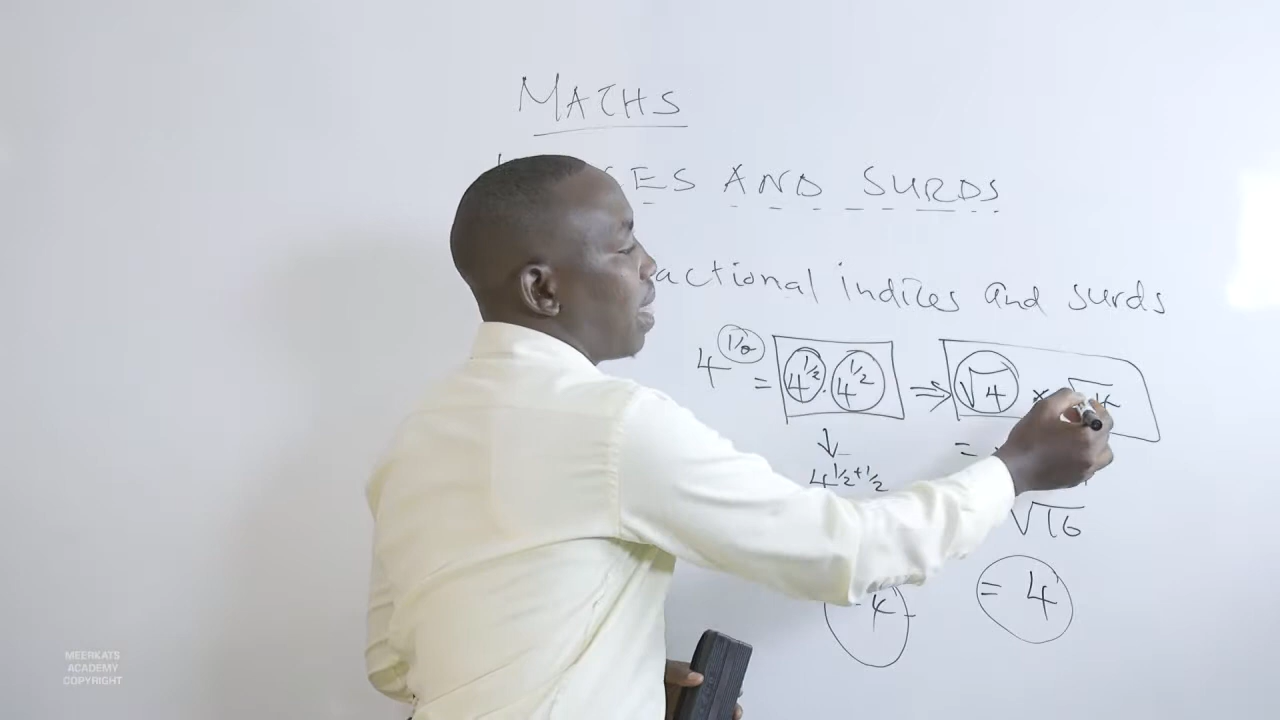 MATHS
ES AND SURDS
actional indices and surds
4^1/2 = 4^1/2 . 4^1/2 ⇒ √4 ×
↓ =
4^1/2+1/2
√16
4 = 4
MEERKATS
ACADEMY
COPYRIGHT